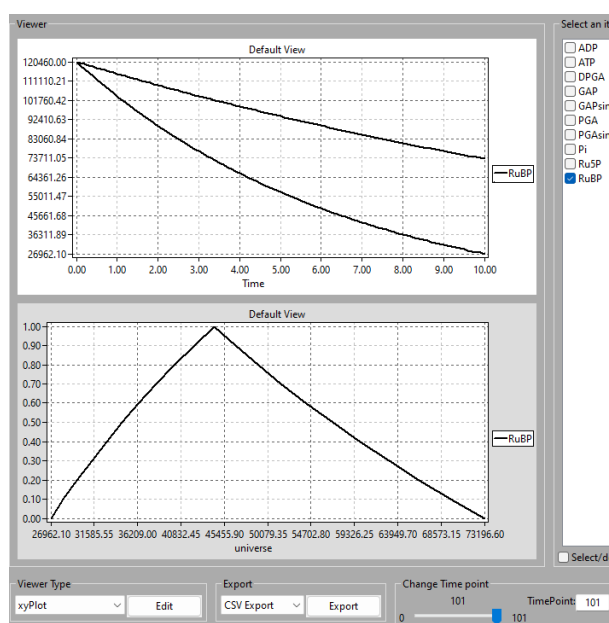 Viewer
Default View
120460.00
111110.21
101760.42
92410.63
83060.84
73711.05
64361.26
55011.47
45661.68
36311.89
26962.10
0.00 1.00 2.00 3.00 4.00 5.00 6.00 7.00 8.00 9.00 10.00
Time
RuBP
Default View
1.00
0.90
0.80
0.70
0.60
0.50
0.40
0.30
0.20
0.10
0.00
26962.10 31585.55 36209.00 40832.45 45455.90 50079.35 54702.80 59326.25 63949.70 68573.15 73196.60
universe
RuBP
Select an it
ADP
ATP
DPGA
GAP
GAPsin
PGA
PGAsin
Pi
Ru5P
RuBP
Select/d
Viewer Type
xyPlot
Edit
Export
CSV Export
Export
Change Time point
101
TimePoint: 101
0
101